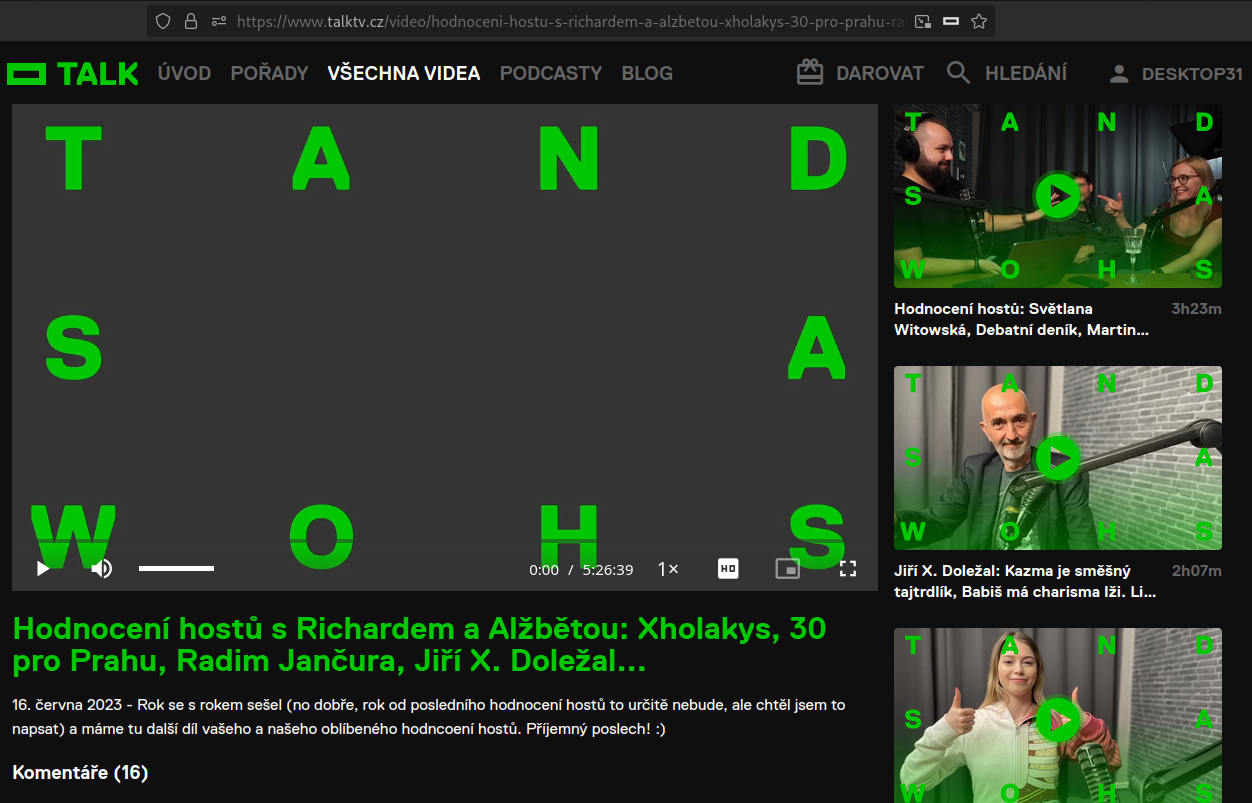 https://www.talktv.cz/video/hodnoceni-hostu-s-richardem-a-alzbetou-xholakys-30-pro-prahu-ra
TALK ÚVOD POŘADY VŠECHNA VIDEA PODCASTY BLOG DAROVAT HLEDÁNÍ DESKTOP31
T A N D
S A
W O H S
0:00 / 5:26:39 1× HD
Hodnocení hostů s Richardem a Alžbětou: Xholakys, 30
pro Prahu, Radim Jančura, Jiří X. Doležal...
16. června 2023 - Rok se s rokem sešel (no dobře, rok od posledního hodnocení hostů to určitě nebude, ale chtěl jsem to
napsat) a máme tu další díl vašeho a našeho oblíbeného hodncoení hostů. Příjemný poslech! :)
Komentáře (16)
T A N D
S A
W O H S
Hodnocení hostů: Světlana 3h23m
Witowská, Debatní deník, Martin...
T A N D
S A
W O H S
Jiří X. Doležal: Kazma je směšný 2h07m
tajtrdlík, Babiš má charisma lži. Li...
T A N D
S A
W O H S